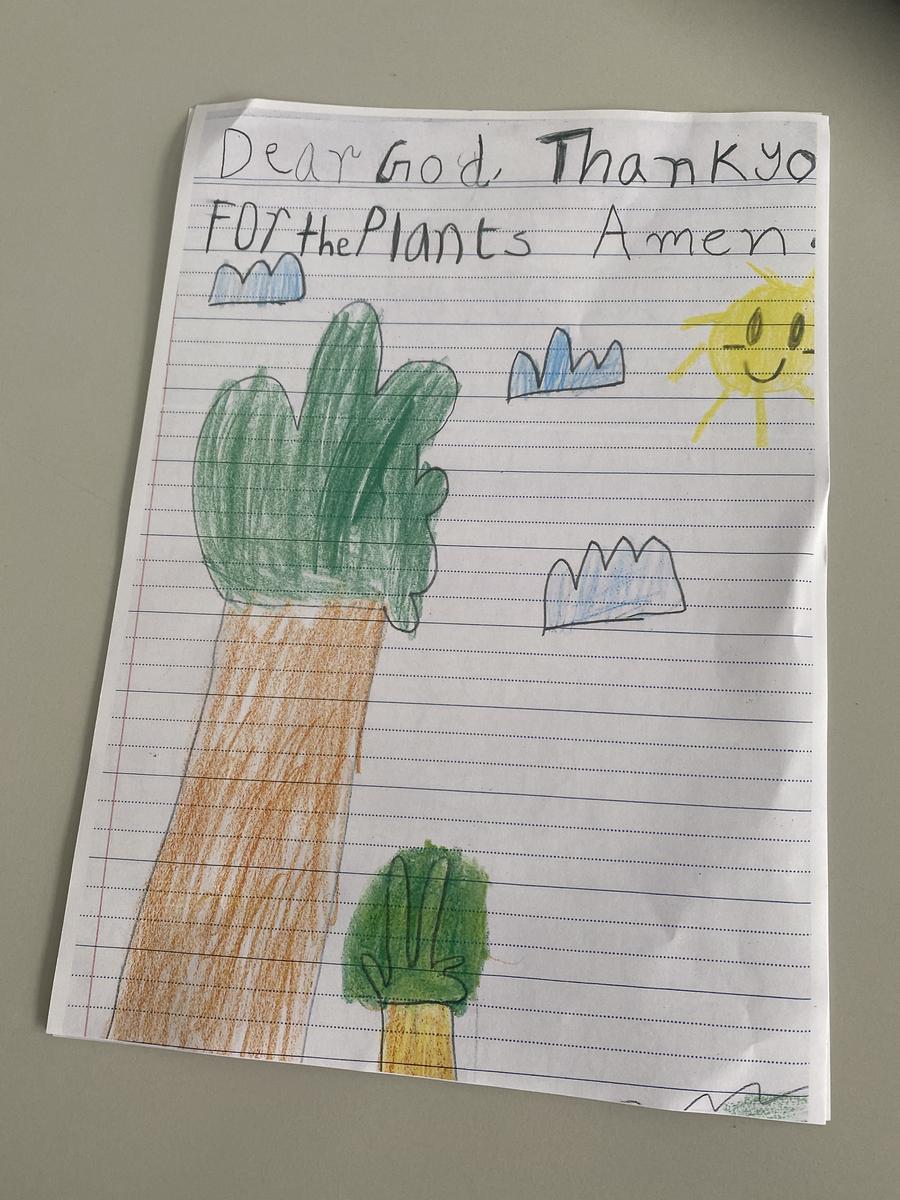 Dear God, Thankyo
For the Plants Amen.